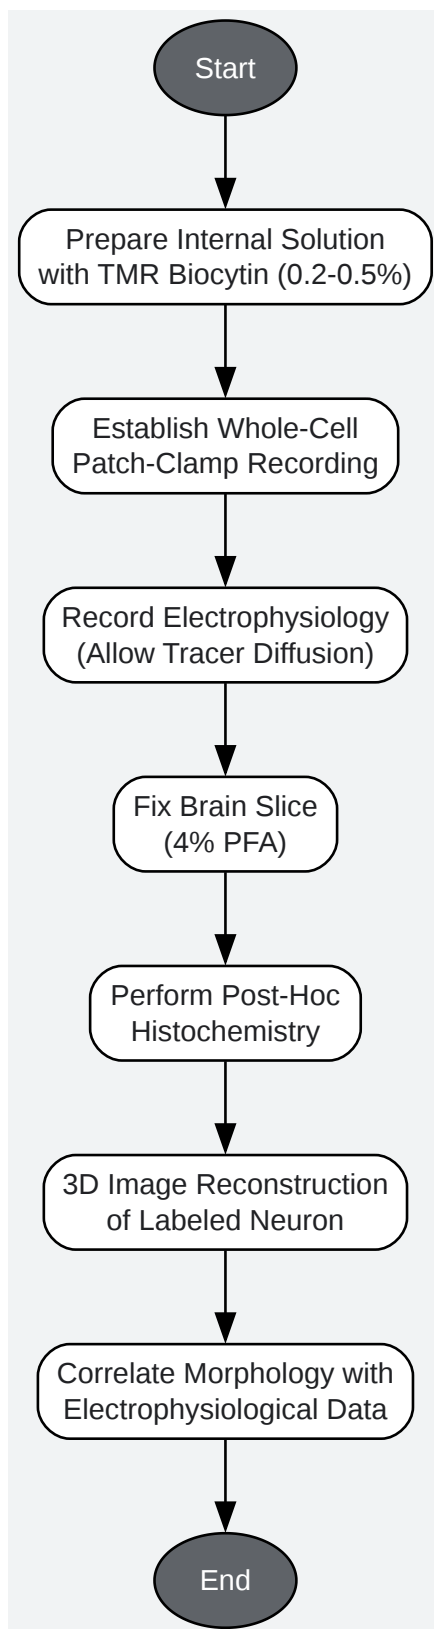 Start
Prepare Internal Solution
with TMR Biocytin (0.2-0.5%)
Establish Whole-Cell
Patch-Clamp Recording
Record Electrophysiology
(Allow Tracer Diffusion)
Fix Brain Slice
(4% PFA)
Perform Post-Hoc
Histochemistry
3D Image Reconstruction
of Labeled Neuron
Correlate Morphology with
Electrophysiological Data
End